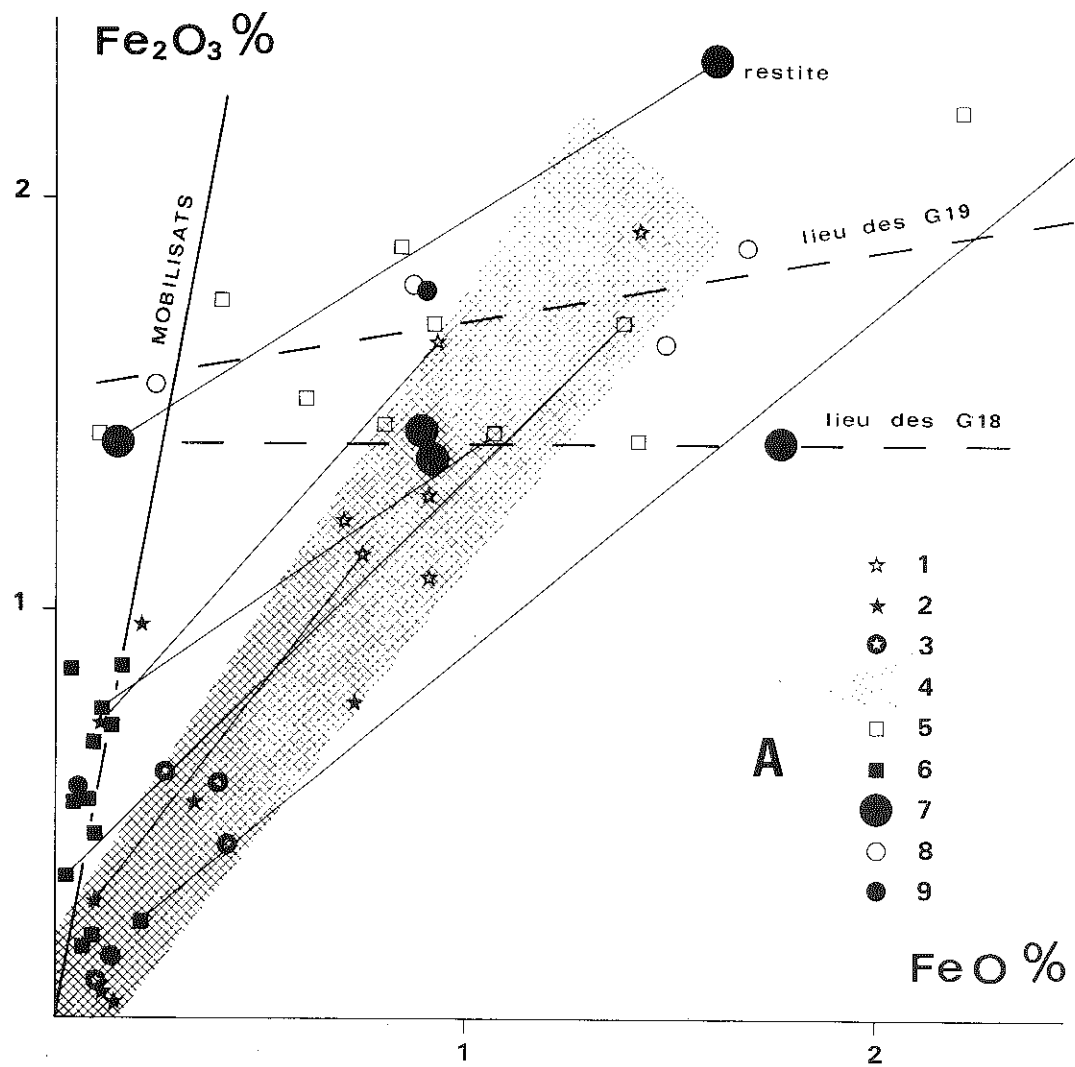 Fe₂O₃ %
restite
2
MOBILISATS
lieu des G19
lieu des G18
1
1
2
3
4
5
A
6
7
8
9
FeO %
1
2